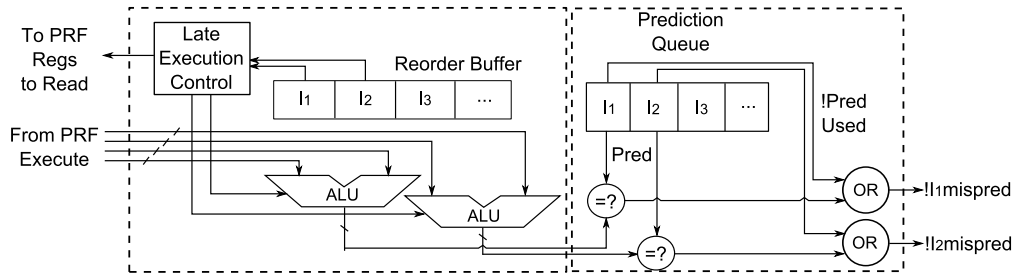 To PRF
Regs
to Read
Late
Execution
Control
Reorder Buffer
I1 I2 I3 ...
From PRF
Execute
ALU
ALU
Prediction
Queue
I1 I2 I3 ...
!Pred
Used
Pred
=?
=?
OR
OR
!I1mispred
!I2mispred